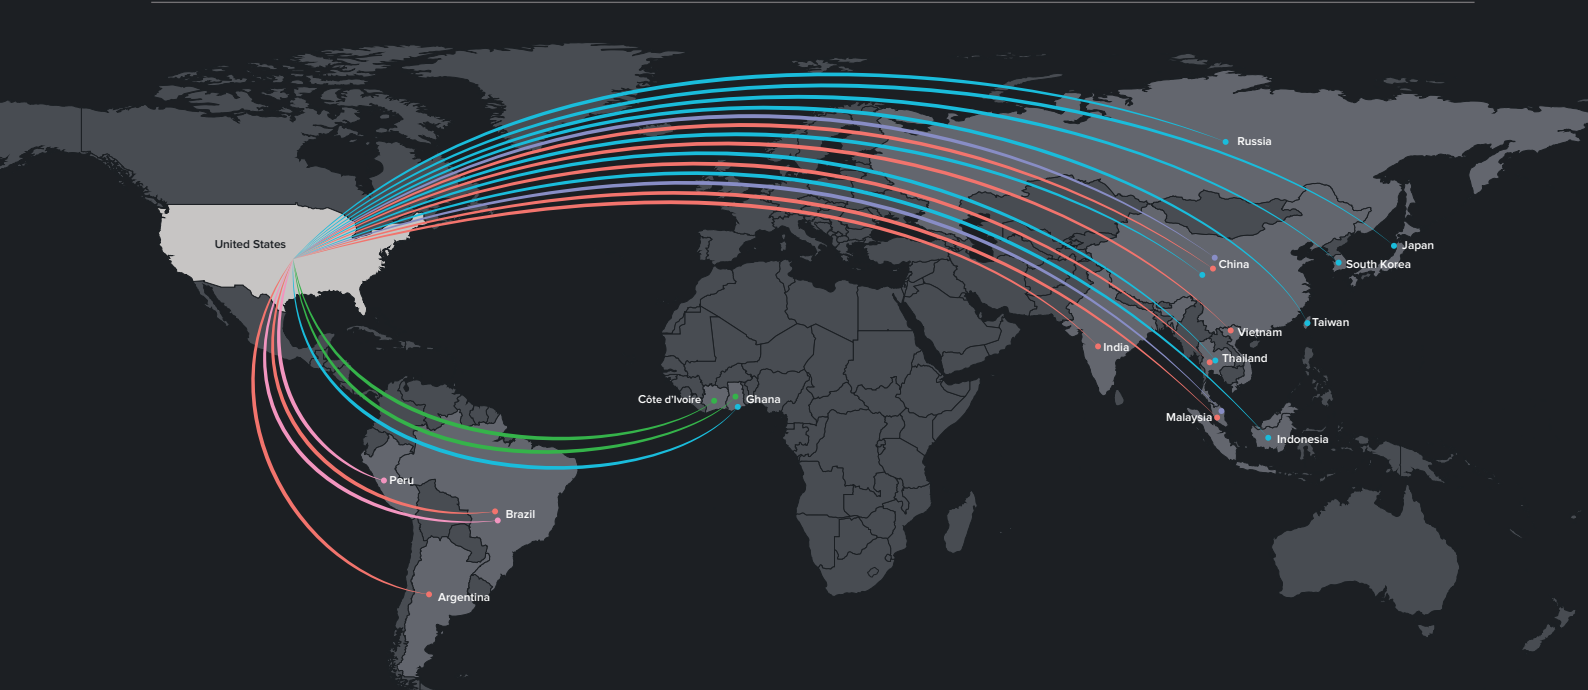 Russia
United States
Japan
China
South Korea
Taiwan
Vietnam
India
Thailand
Côte d'Ivoire
Ghana
Malaysia
Indonesia
Peru
Brazil
Argentina